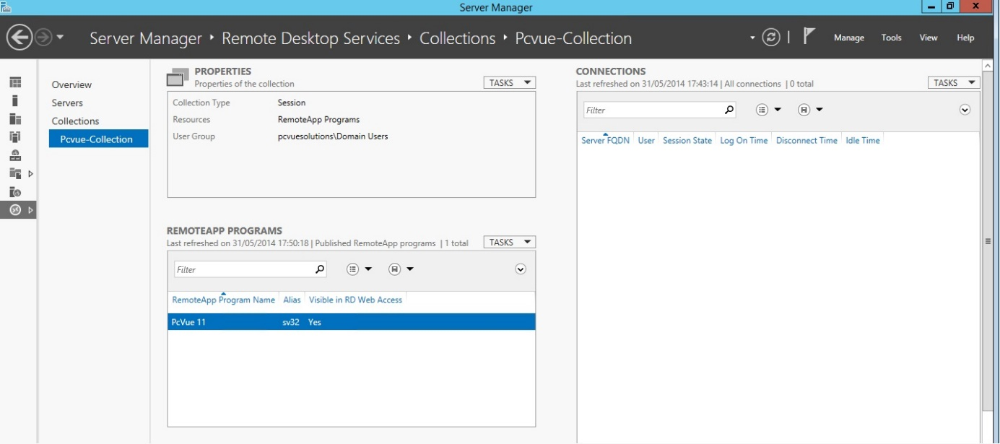 Server Manager
Server Manager • Remote Desktop Services • Collections • Pcvue-Collection
Manage Tools View Help
Overview
Servers
Collections
Pcvue-Collection
PROPERTIES
Properties of the collection
TASKS
Collection Type Session
Resources RemoteApp Programs
User Group pcvuesolutions\Domain Users
REMOTEAPP PROGRAMS
Last refreshed on 31/05/2014 17:50:18 | Published RemoteApp programs | 1 total
TASKS
Filter
RemoteApp Program Name Alias Visible in RD Web Access
PcVue 11 sv32 Yes
CONNECTIONS
Last refreshed on 31/05/2014 17:43:14 | All connections | 0 total
TASKS
Filter
Server FQDN User Session State Log On Time Disconnect Time Idle Time